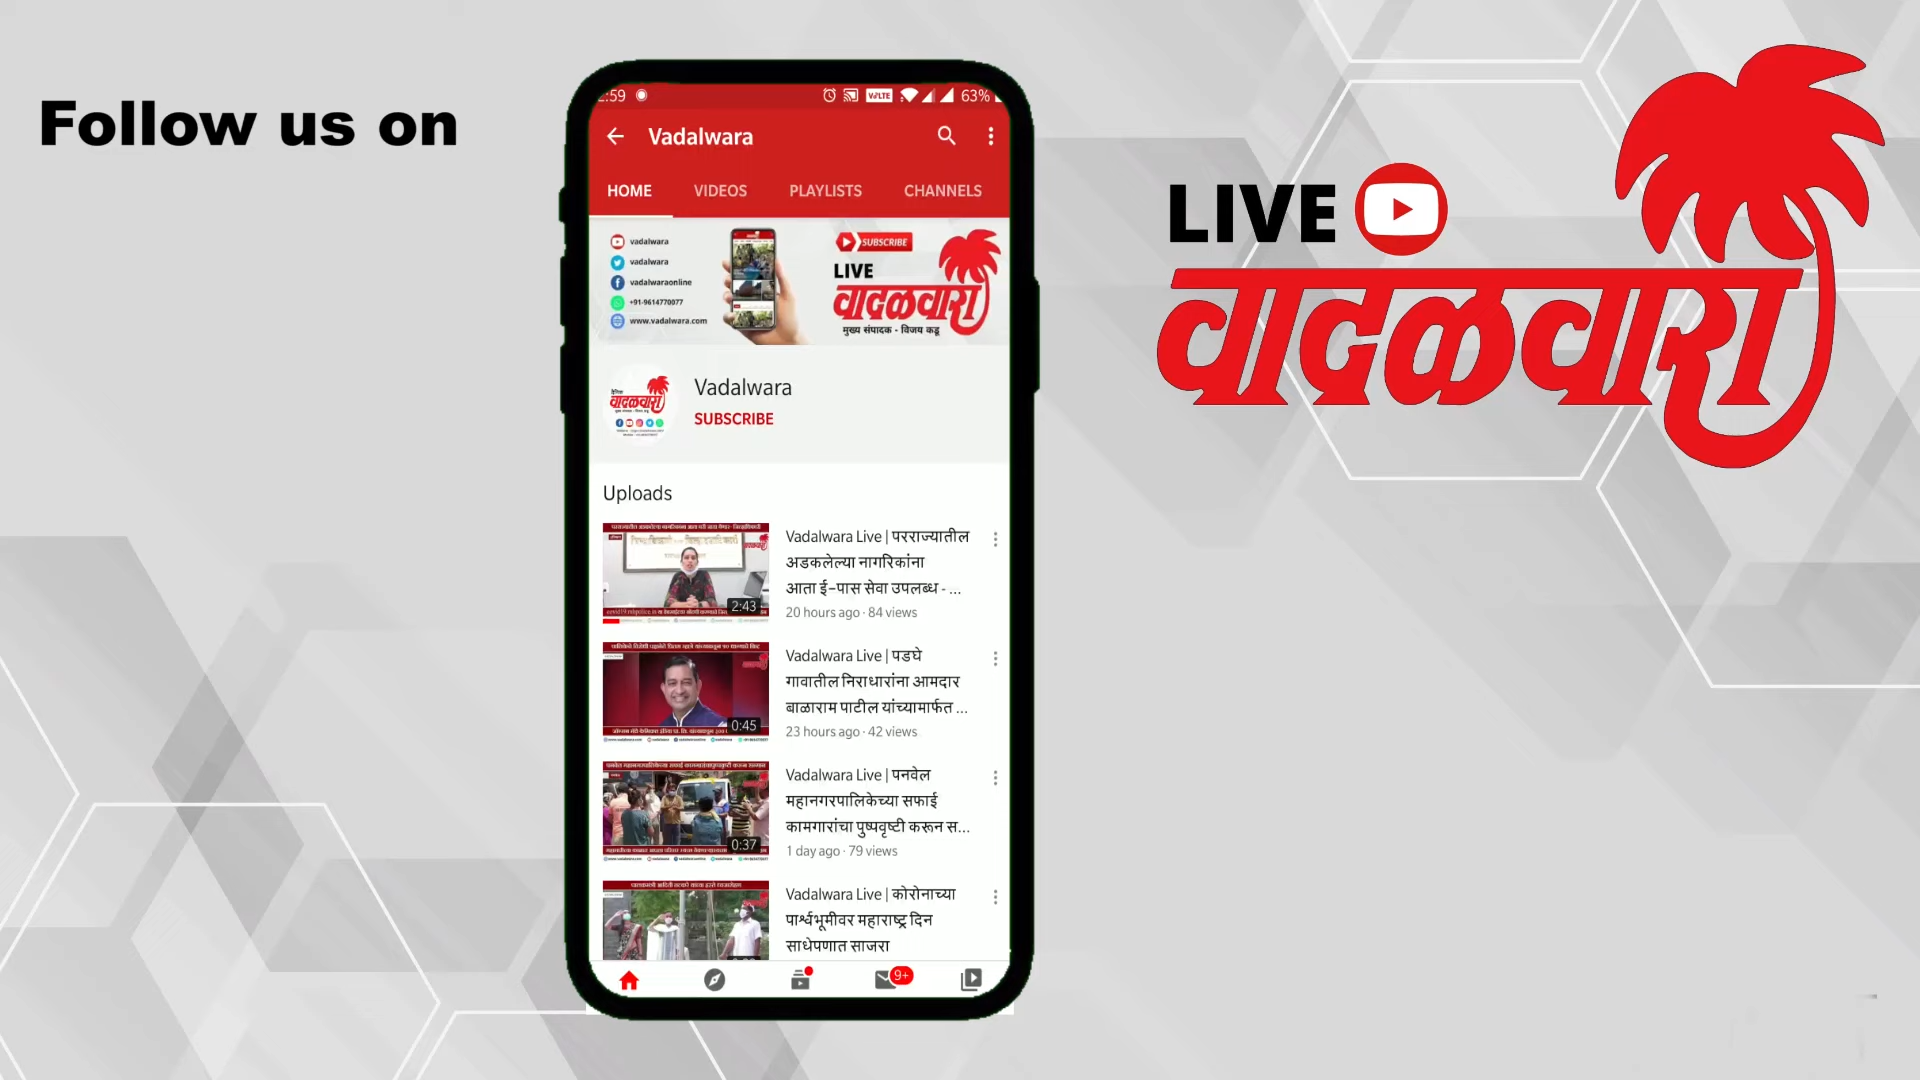 Follow us on
:59
VoLTE
63%
Vadalwara
HOME VIDEOS PLAYLISTS CHANNELS
vadalwara
vadalwara
vadalwaraonline
+91-9614770077
www.vadalwara.com
SUBSCRIBE
LIVE
वादळवारा
मुख्य संपादक - विजय कडू
वादळवारा
Vadalwara
SUBSCRIBE
Uploads
2:43
Vadalwara Live | परराज्यातील
अडकलेल्या नागरिकांना
आता ई-पास सेवा उपलब्ध - ...
20 hours ago · 84 views
0:45
Vadalwara Live | पडघे
गावातील निराधारांना आमदार
बाळाराम पाटील यांच्यामार्फत ...
23 hours ago · 42 views
0:37
Vadalwara Live | पनवेल
महानगरपालिकेच्या सफाई
कामगारांचा पुष्पवृष्टी करून स...
1 day ago · 79 views
Vadalwara Live | कोरोनाच्या
पार्श्वभूमीवर महाराष्ट्र दिन
साधेपणात साजरा
9+
LIVE
वादळवारा